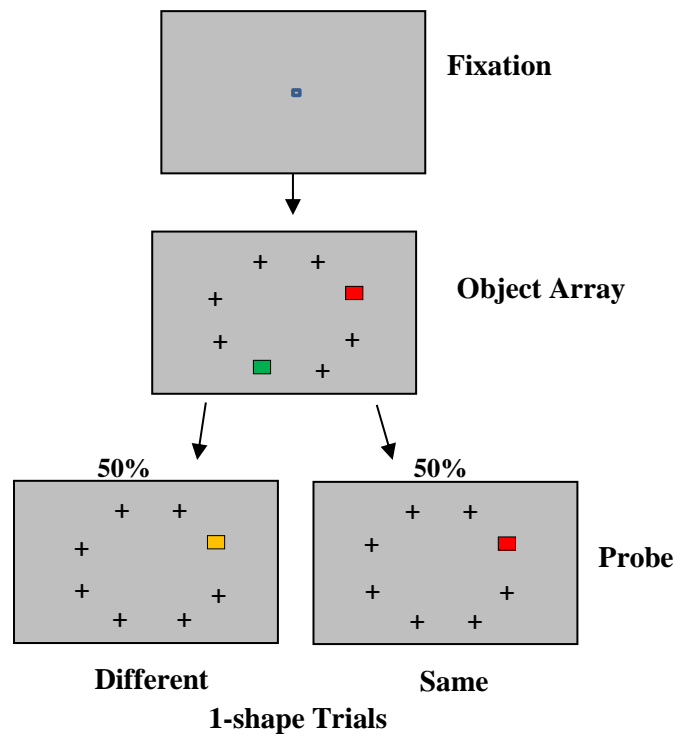 Fixation
Object Array
50%
50%
Probe
Different
Same
1-shape Trials